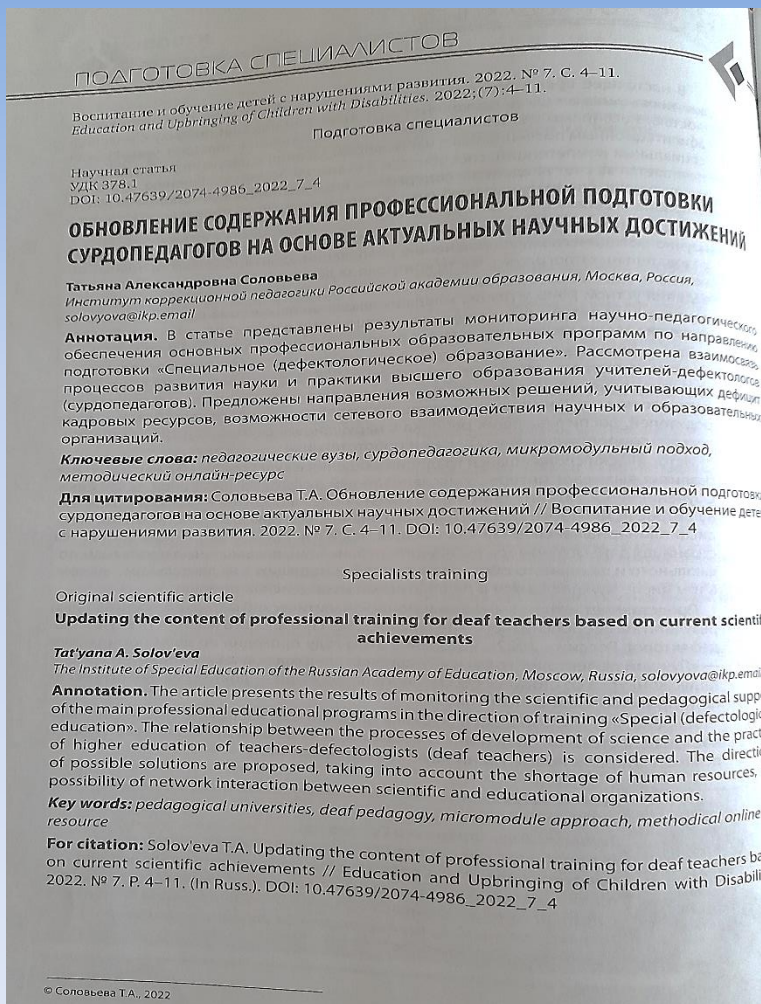 ПОДГОТОВКА СПЕЦИАЛИСТОВ
Воспитание и обучение детей с нарушениями развития. 2022. № 7. С. 4–11.
Education and Upbringing of Children with Disabilities. 2022;(7):4–11.
Подготовка специалистов
Научная статья
УДК 378.1
DOI: 10.47639/2074-4986_2022_7_4
ОБНОВЛЕНИЕ СОДЕРЖАНИЯ ПРОФЕССИОНАЛЬНОЙ ПОДГОТОВКИ
СУРДОПЕДАГОГОВ НА ОСНОВЕ АКТУАЛЬНЫХ НАУЧНЫХ ДОСТИЖЕНИЙ
Татьяна Александровна Соловьева
Институт коррекционной педагогики Российской академии образования, Москва, Россия,
solovyova@ikp.email
Аннотация. В статье представлены результаты мониторинга научно-педагогического
обеспечения основных профессиональных образовательных программ по направлению
подготовки «Специальное (дефектологическое) образование». Рассмотрена взаимосвязь
процессов развития науки и практики высшего образования учителей-дефектологов
(сурдопедагогов). Предложены направления возможных решений, учитывающих дефицит
кадровых ресурсов, возможности сетевого взаимодействия научных и образовательных
организаций.
Ключевые слова: педагогические вузы, сурдопедагогика, микромодульный подход,
методический онлайн-ресурс
Для цитирования: Соловьева Т.А. Обновление содержания профессиональной подготовк
сурдопедагогов на основе актуальных научных достижений // Воспитание и обучение дете
с нарушениями развития. 2022. № 7. С. 4–11. DOI: 10.47639/2074-4986_2022_7_4
Specialists training
Original scientific article
Updating the content of professional training for deaf teachers based on current scientif
achievements
Tat'yana A. Solov'eva
The Institute of Special Education of the Russian Academy of Education, Moscow, Russia, solovyova@ikp.emai
Annotation. The article presents the results of monitoring the scientific and pedagogical supp
of the main professional educational programs in the direction of training «Special (defectologic
education». The relationship between the processes of development of science and the pract
of higher education of teachers-defectologists (deaf teachers) is considered. The directio
of possible solutions are proposed, taking into account the shortage of human resources,
possibility of network interaction between scientific and educational organizations.
Key words: pedagogical universities, deaf pedagogy, micromodule approach, methodical online
resource
For citation: Solov'eva T.A. Updating the content of professional training for deaf teachers ba
on current scientific achievements // Education and Upbringing of Children with Disabili
2022. № 7. P. 4–11. (In Russ.). DOI: 10.47639/2074-4986_2022_7_4
© Соловьева Т.А., 2022